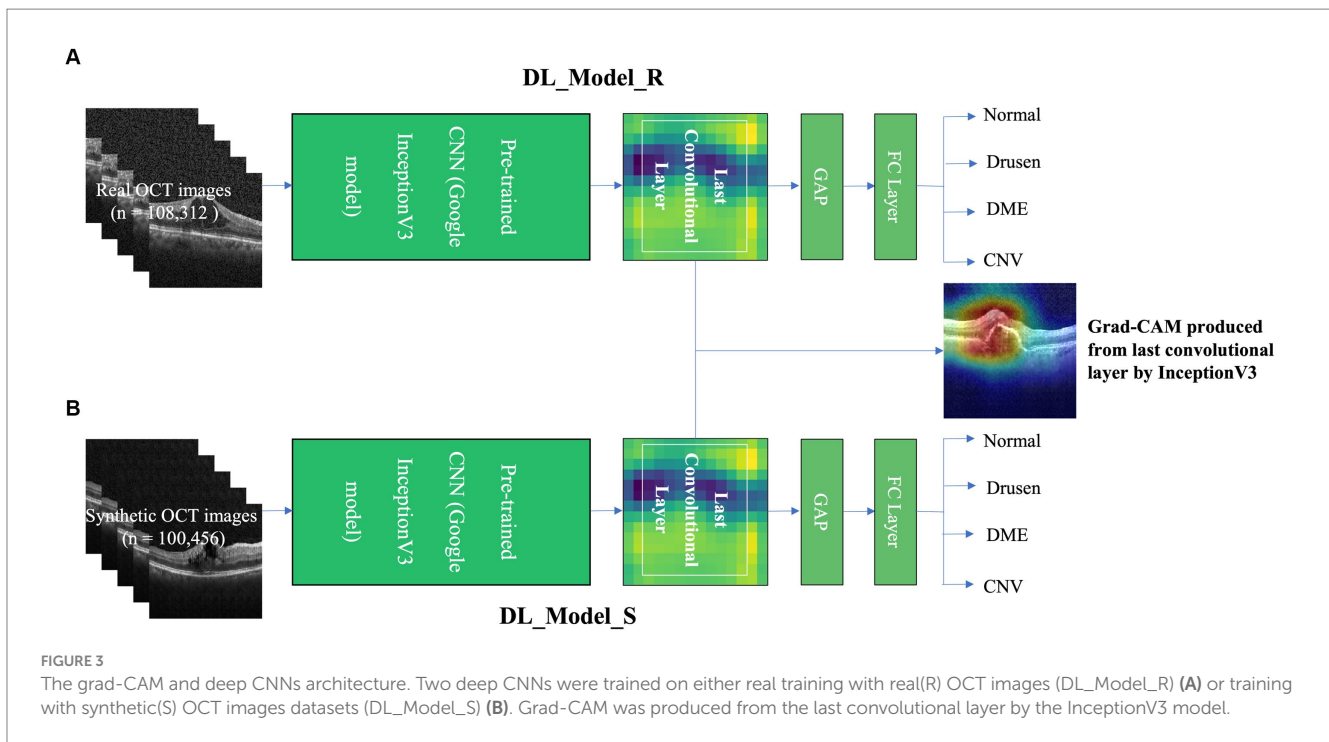 A
DL_Model_R
Real OCT images
(n = 108,312 )
Pre-trained
CNN (Google
InceptionV3
model)
Last
Convolutional
Layer
GAP
FC Layer
Normal
Drusen
DME
CNV
Grad-CAM produced
from last convolutional
layer by InceptionV3
B
Synthetic OCT images
(n = 100,456)
Pre-trained
CNN (Google
InceptionV3
model)
Last
Convolutional
Layer
GAP
FC Layer
Normal
Drusen
DME
CNV
DL_Model_S
FIGURE 3
The grad-CAM and deep CNNs architecture. Two deep CNNs were trained on either real training with real(R) OCT images (DL_Model_R) (A) or training
with synthetic(S) OCT images datasets (DL_Model_S) (B). Grad-CAM was produced from the last convolutional layer by the InceptionV3 model.